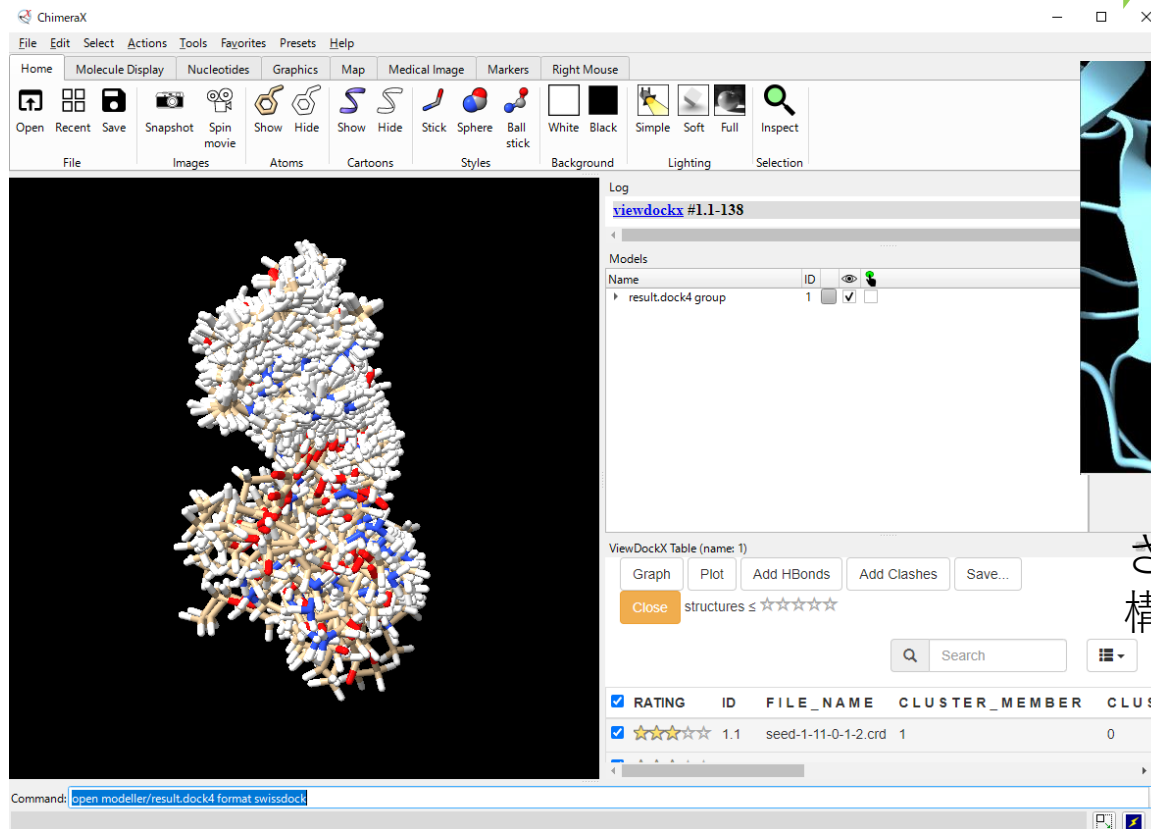 ChimeraX
File Edit Select Actions Tools Favorites Presets Help
Home Molecule Display Nucleotides Graphics Map Medical Image Markers Right Mouse
Open Recent Save Snapshot Spin movie Show Hide Show Hide Stick Sphere Ball stick White Black Simple Soft Full Inspect
File Images Atoms Cartoons Styles Background Lighting Selection
Log
viewdockx #1.1-138
Models
Name ID
result.dock4 group 1
ViewDockX Table (name: 1)
Graph Plot Add HBonds Add Clashes Save...
Close structures ≤ ☆☆☆☆☆
Search
RATING ID FILE_NAME CLUSTER_MEMBER CLUS
1.1 seed-1-11-0-1-2.crd 1 0
Command: open modeller/result.dock4 format swissdock